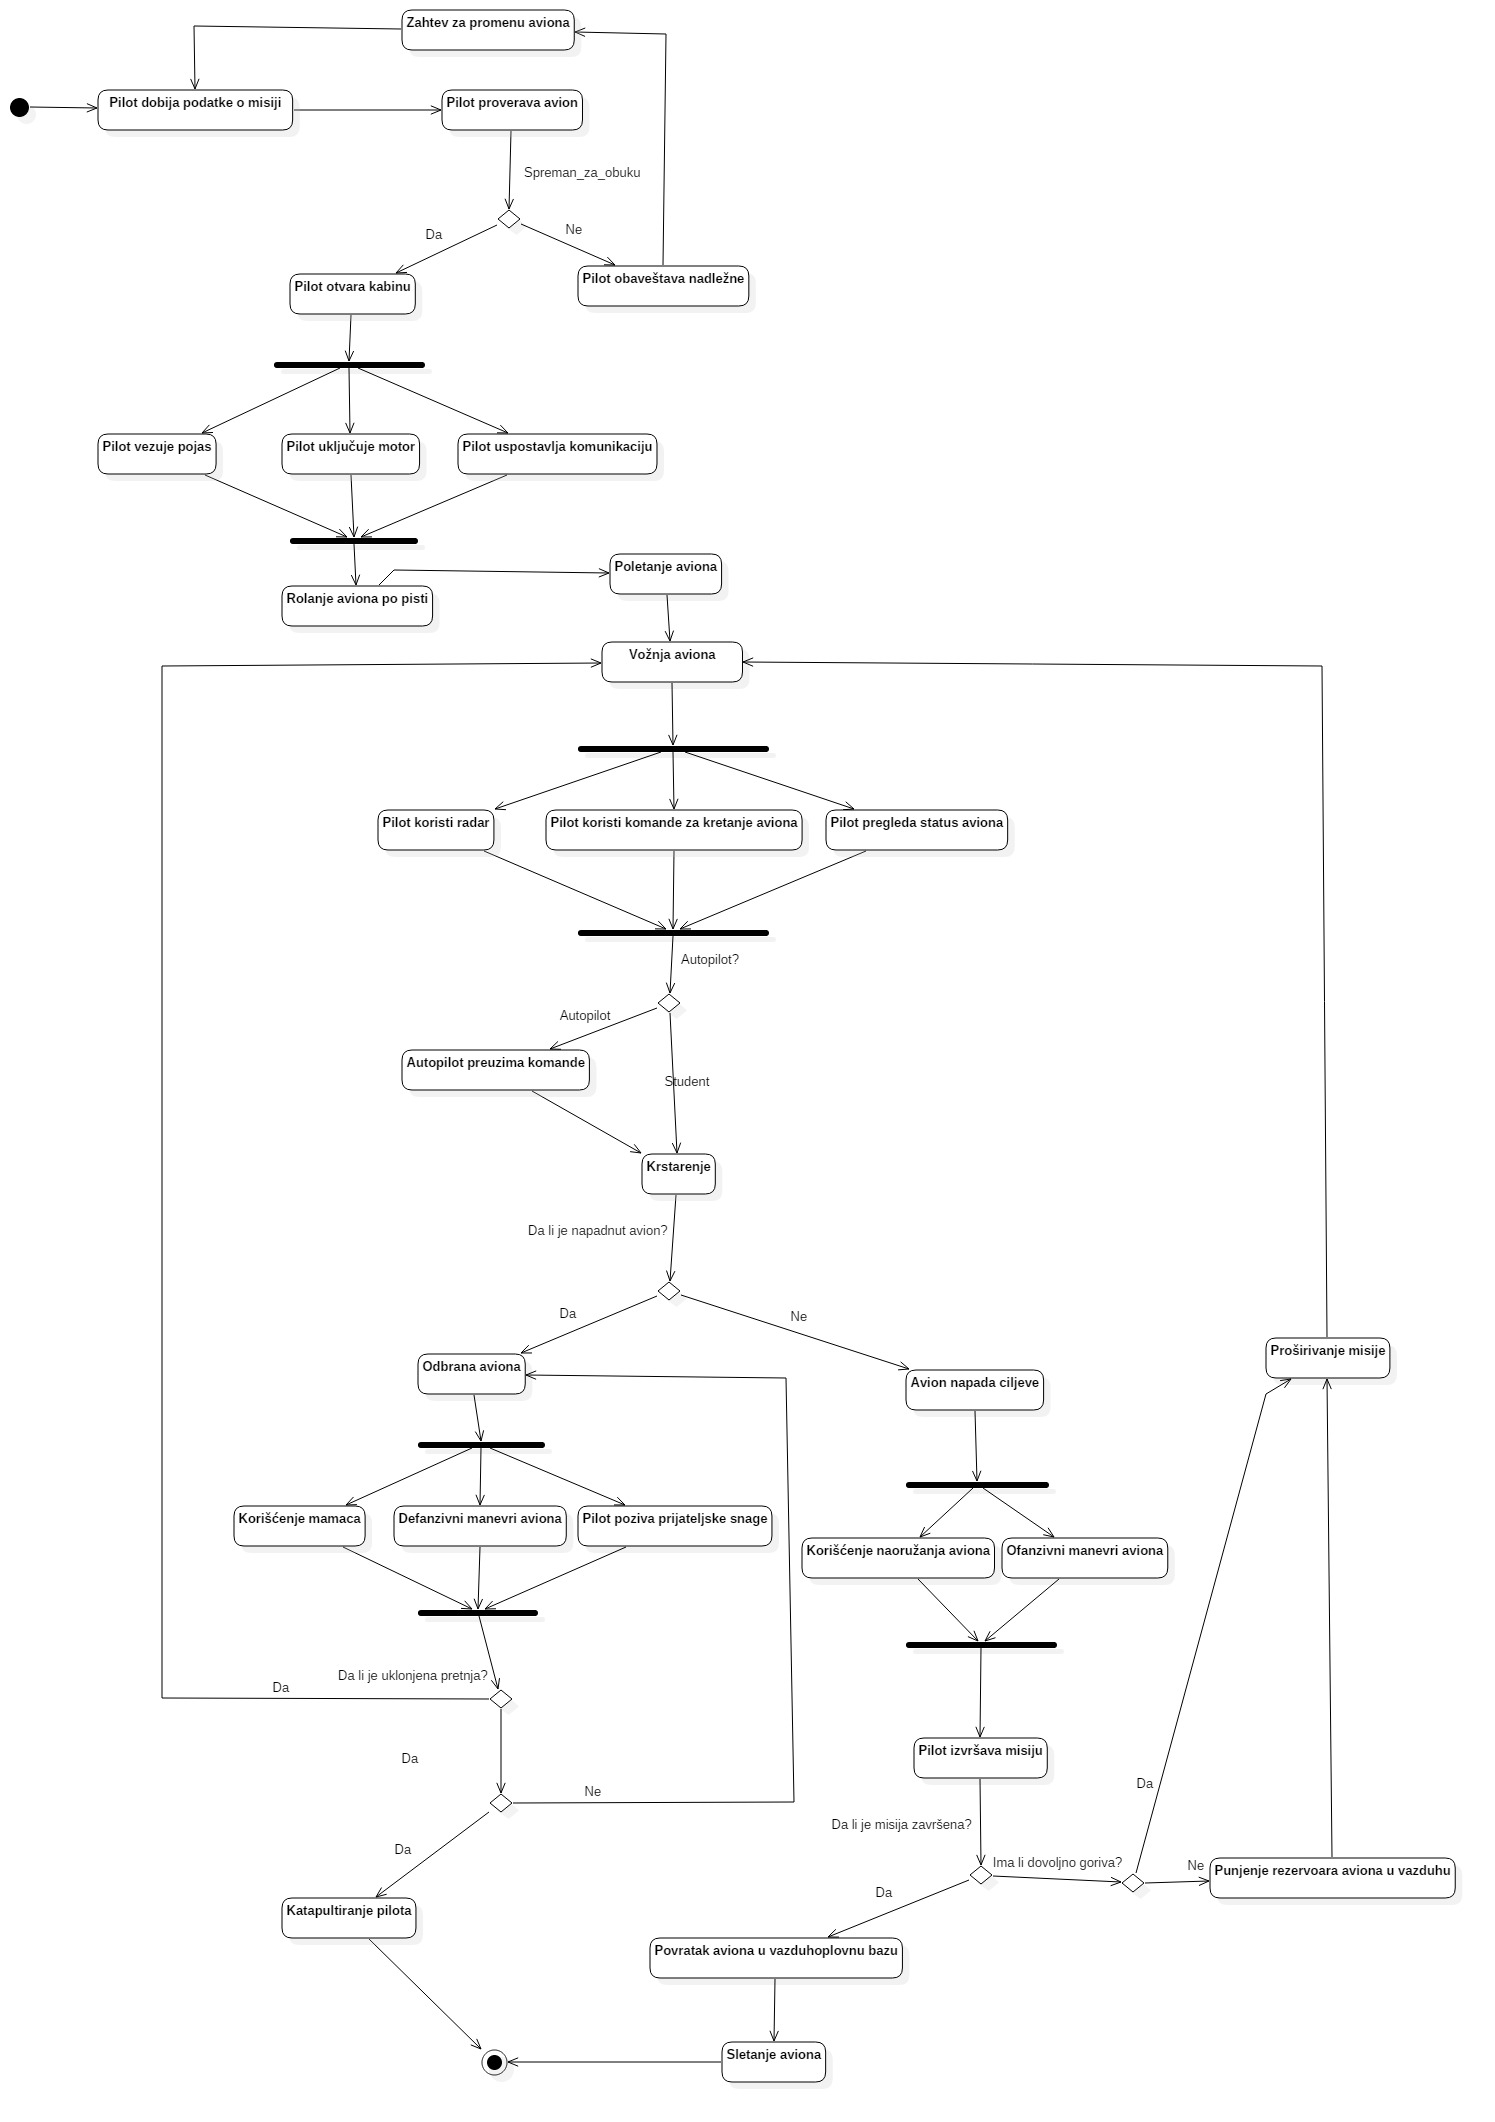 Zahtev za promenu aviona
Pilot dobija podatke o misiji
Pilot proverava avion
Spreman_za_obuku
Da
Ne
Pilot otvara kabinu
Pilot obaveštava nadležne
Pilot vezuje pojas
Pilot uključuje motor
Pilot uspostavlja komunikaciju
Poletanje aviona
Rolanje aviona po pisti
Vožnja aviona
Pilot koristi radar
Pilot koristi komande za kretanje aviona
Pilot pregleda status aviona
Autopilot?
Autopilot
Autopilot preuzima komande
Student
Krstarenje
Da li je napadnut avion?
Da
Ne
Odbrana aviona
Avion napada ciljeve
Proširivanje misije
Korišćenje mamaca
Defanzivni manevri aviona
Pilot poziva prijateljske snage
Korišćenje naoružanja aviona
Ofanzivni manevri aviona
Da li je uklonjena pretnja?
Da
Da
Pilot izvršava misiju
Ne
Da
Da li je misija završena?
Da
Ima li dovoljno goriva?
Ne
Punjenje rezervoara aviona u vazduhu
Da
Katapultiranje pilota
Povratak aviona u vazduhoplovnu bazu
Sletanje aviona